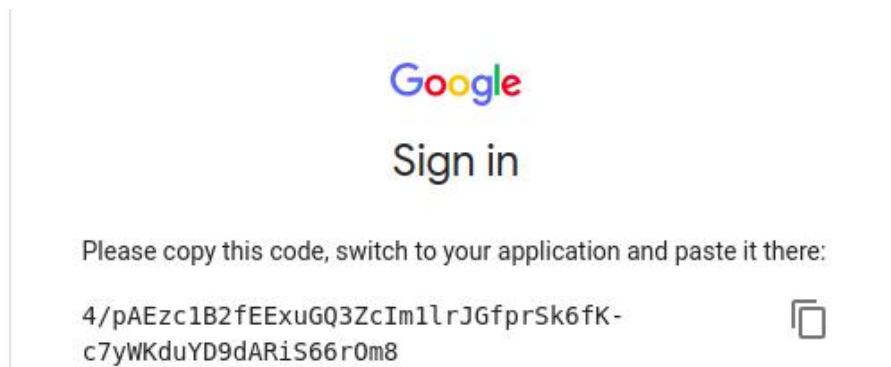 Google
Sign in
Please copy this code, switch to your application and paste it there:
4/pAEzc1B2fEExuGQ3ZcIm1lrJGfprSk6fK-
c7yWKduYD9dARiS66rOm8